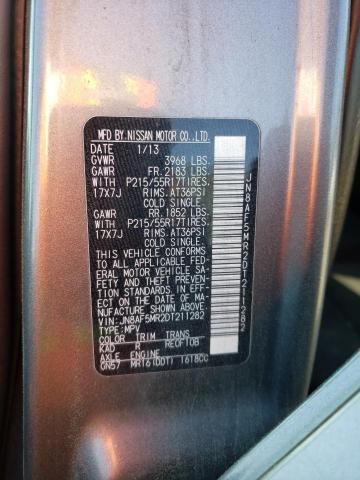 MFD BY NISSAN MOTOR CO., LTD.
DATE 1/13
GVWR 3968 LBS.
GAWR FR. 2183 LBS.
WITH P215/55R17TIRES,
17X7J RIMS, AT36PSI
COLD SINGLE.
GAWR RR. 1852 LBS.
WITH P215/55R17TIRES,
17X7J RIMS, AT36PSI
COLD SINGLE.
THIS VEHICLE CONFORMS
TO ALL APPLICABLE FED-
ERAL MOTOR VEHICLE SA-
FETY AND THEFT PREVEN-
TION STANDARDS IN EFF-
ECT ON THE DATE OF MA-
NUFACTURE SHOWN ABOVE.
VIN:JN8AF5MR2DT211282
TYPE:MPV
COLOR TRIM TRANS
KAD R RE0F10B
AXLE ENGINE
GN57 MR16(DDT) 1618CC
JN8AF5MR2DT211282